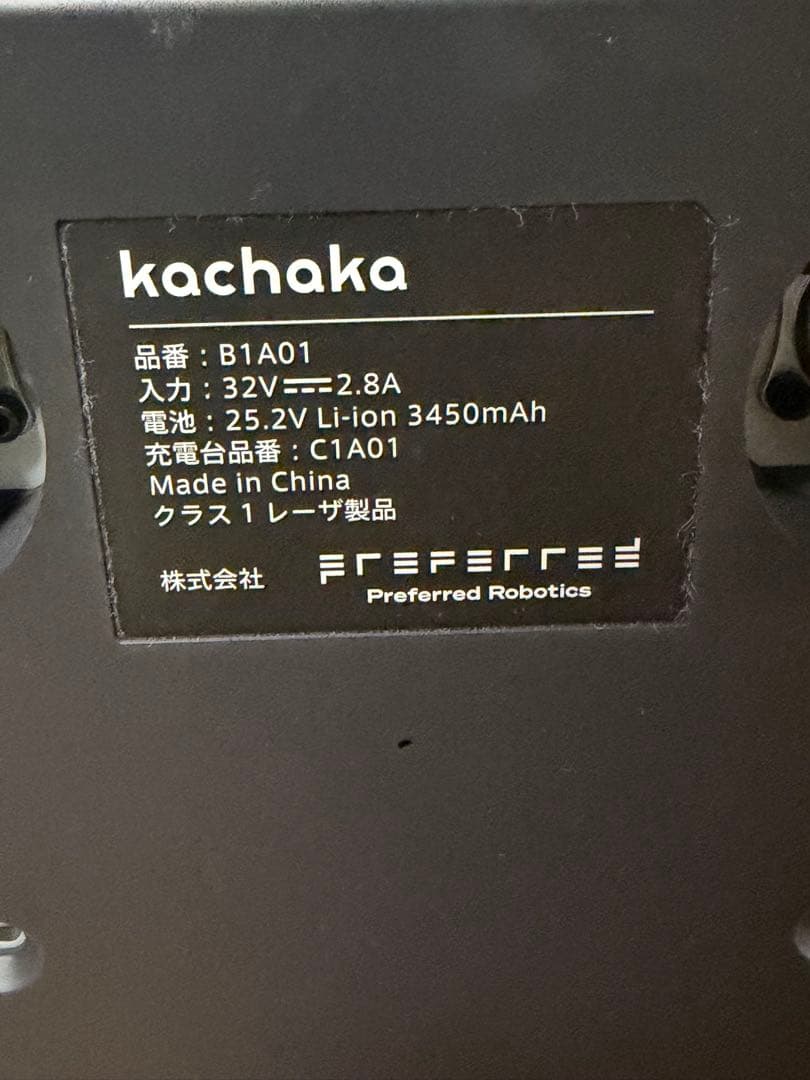 kachaka
品番：B1A01
入力：32V⎓2.8A
電池：25.2V Li-ion 3450mAh
充電台品番：C1A01
Made in China
クラス1レーザ製品
株式会社 PreFerred
Preferred Robotics